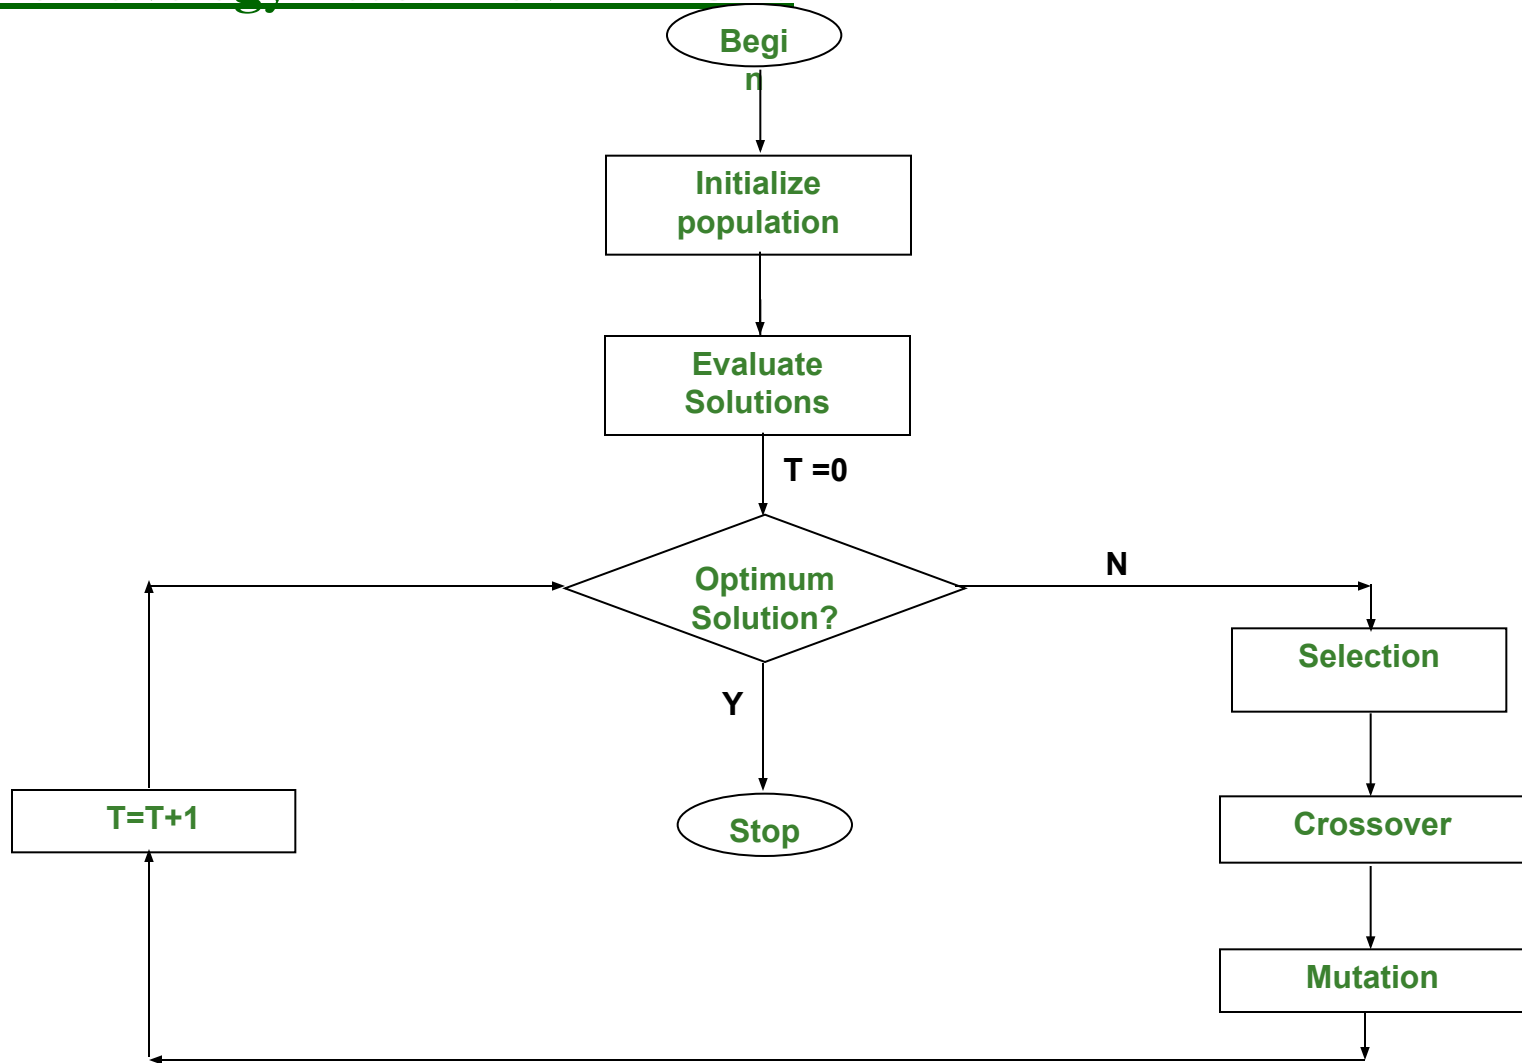 Begi
n
Initialize
population
Evaluate
Solutions
T =0
Optimum
Solution?
N
Y
Selection
T=T+1
Stop
Crossover
Mutation